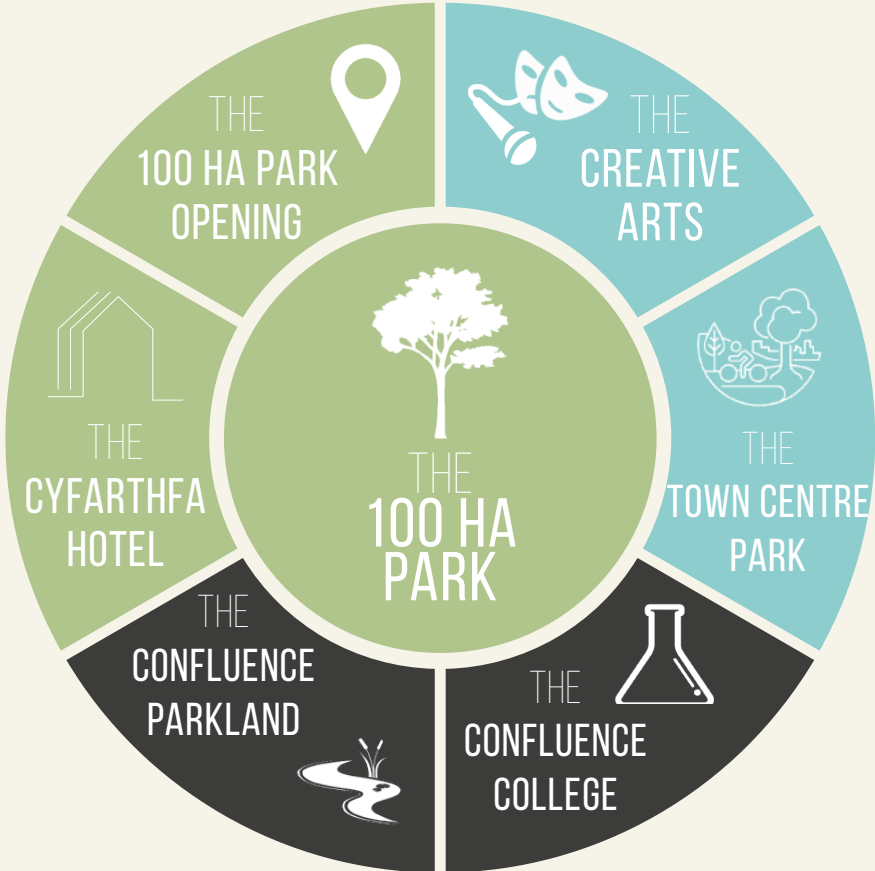 THE
100 HA PARK
OPENING
THE
CREATIVE
ARTS
THE
TOWN CENTRE
PARK
THE
CONFLUENCE
COLLEGE
THE
CONFLUENCE
PARKLAND
THE
CYFARTHFA
HOTEL
THE
100 HA
PARK